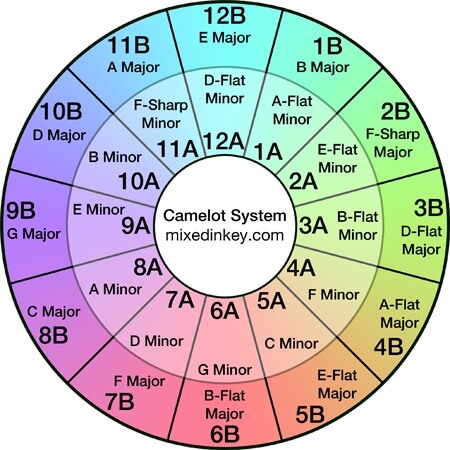 12B
E Major
1B
B Major
2B
F-Sharp
Major
3B
D-Flat
Major
A-Flat
Major
4B
E-Flat
Major
5B
B-Flat
Major
6B
F Major
7B
C Major
8B
9B
G Major
10B
D Major
11B
A Major
D-Flat
Minor
12A
A-Flat
Minor
1A
E-Flat
Minor
2A
3A
B-Flat
Minor
4A
F Minor
5A
C Minor
6A
G Minor
7A
D Minor
8A
A Minor
E Minor
9A
B Minor
10A
F-Sharp
Minor
11A
Camelot System
mixedinkey.com